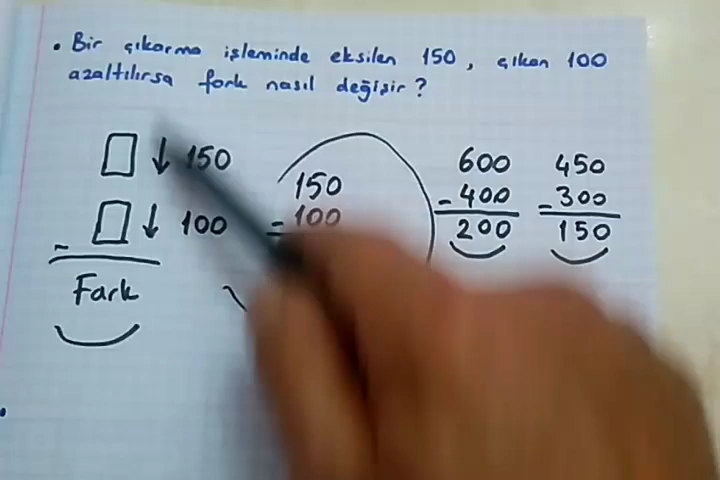 • Bir çıkarma işleminde eksilen 150, çıkan 100
azaltılırsa fark nasıl değişir?
□ ↓ 150
- □ ↓ 100
Fark
150
- 100
600
- 400
200
450
- 300
150